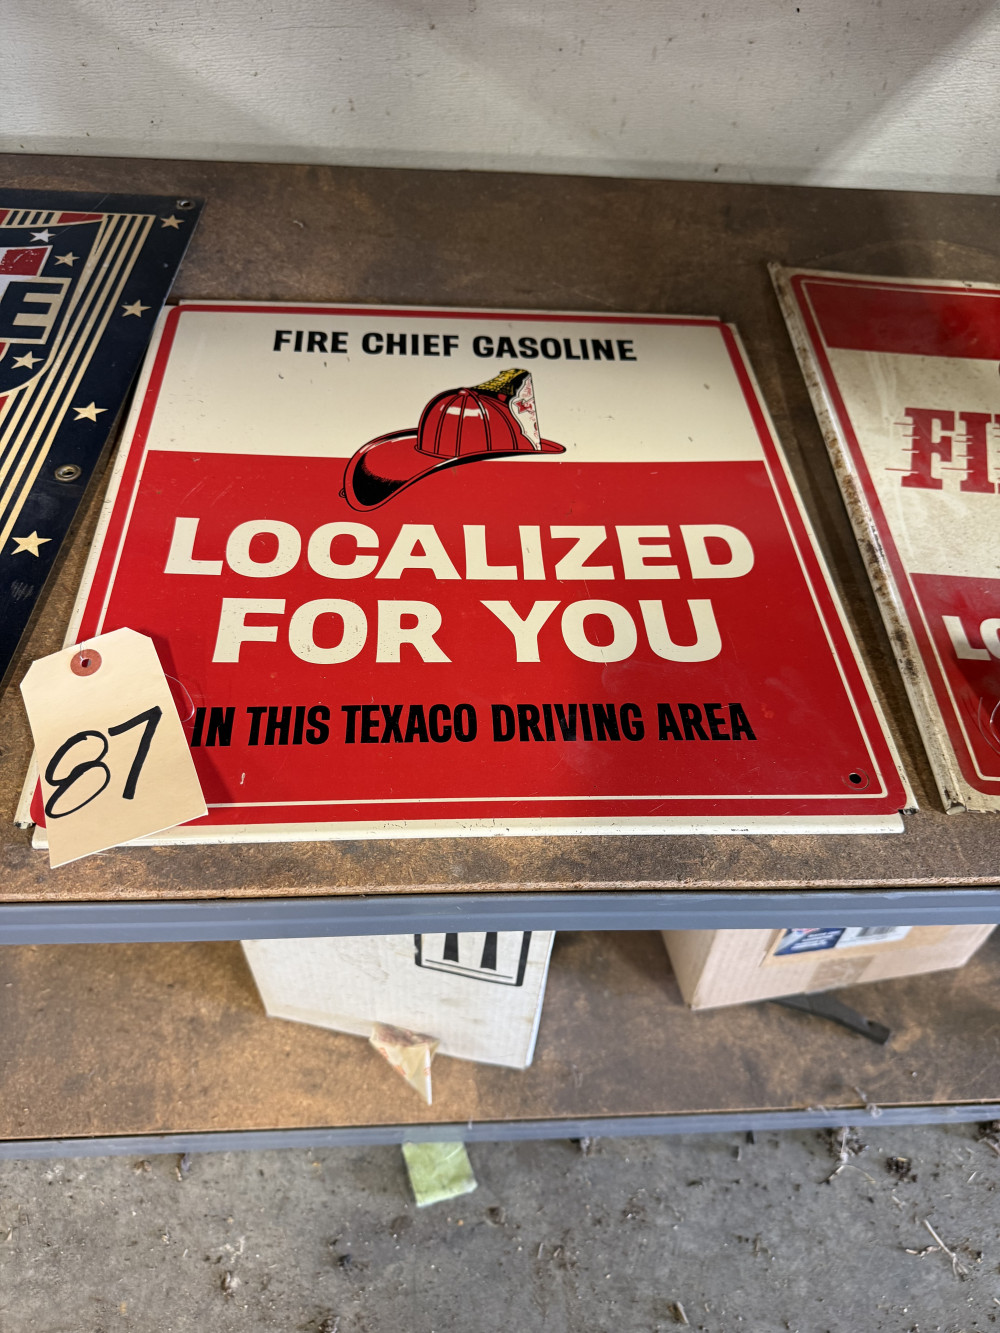 FIRE CHIEF GASOLINE
LOCALIZED
FOR YOU
IN THIS TEXACO DRIVING AREA
87